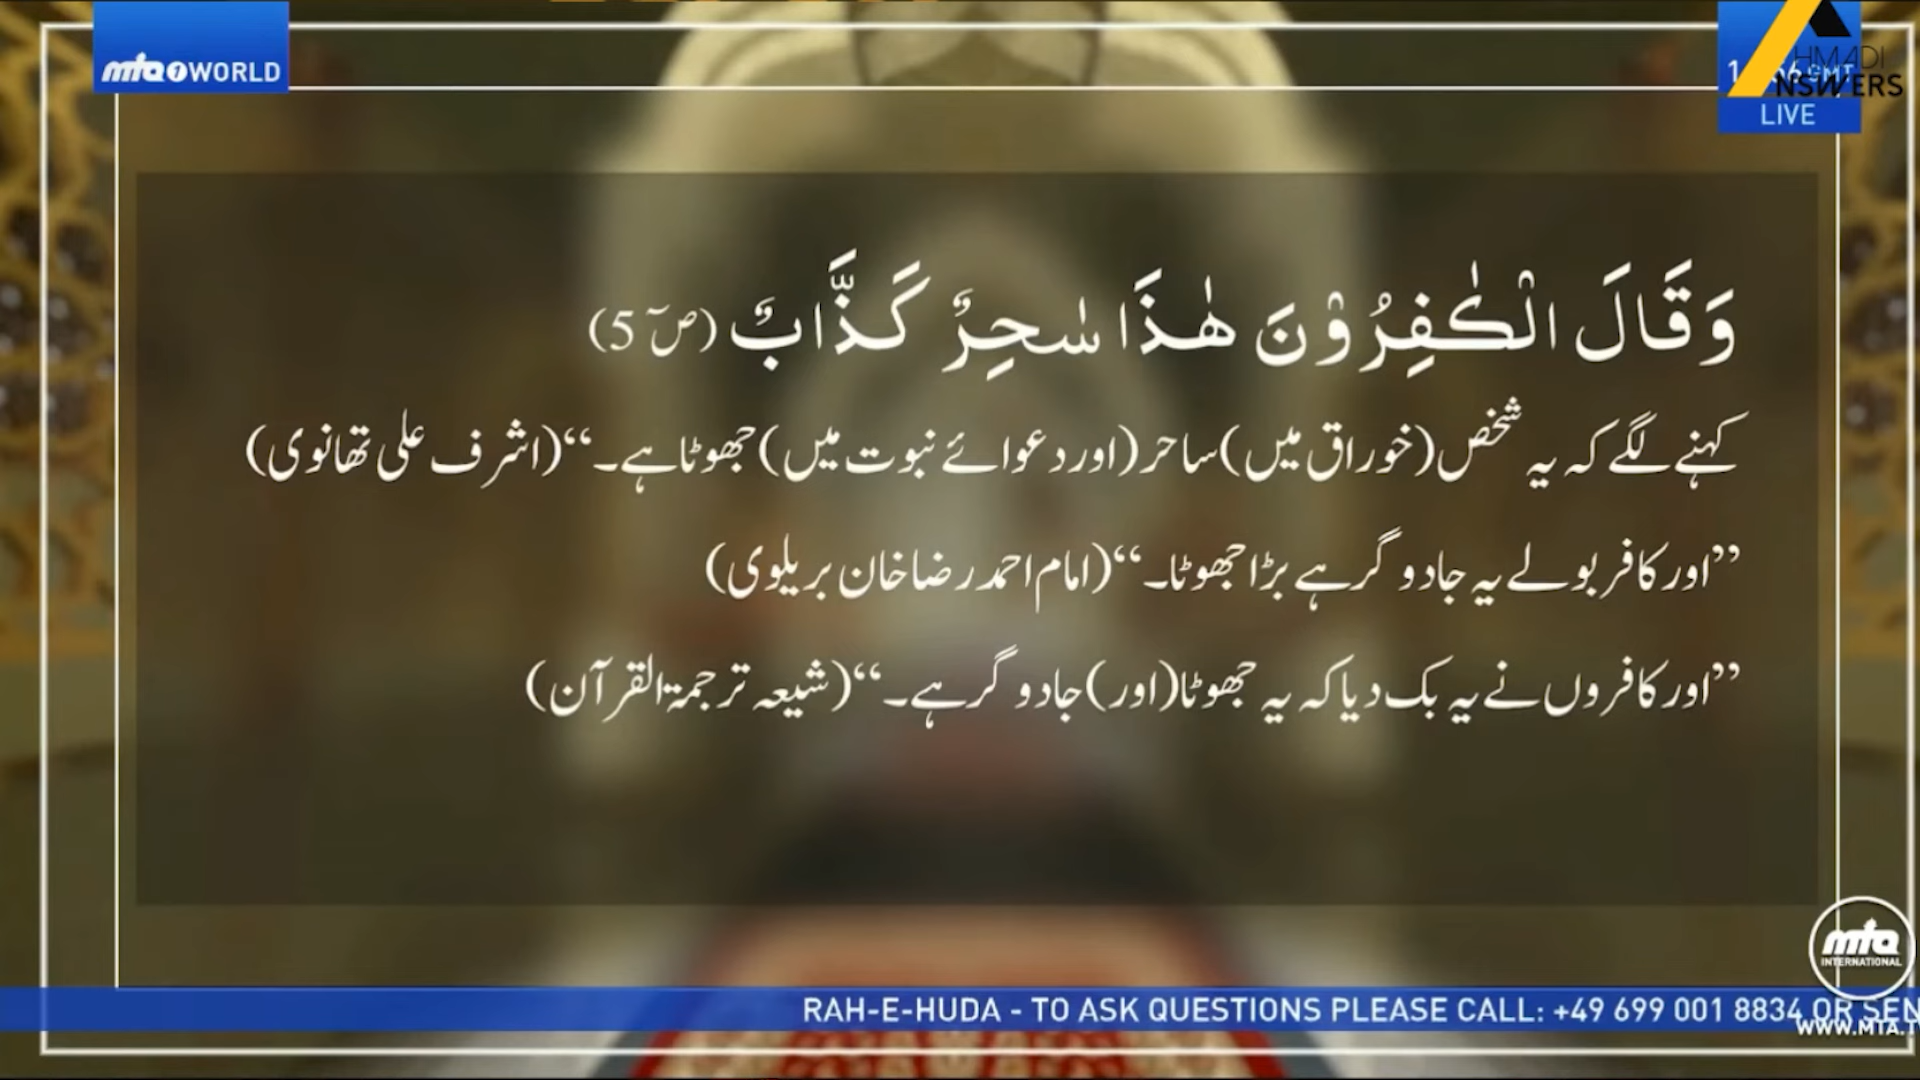 mta1 WORLD
AHMADI
ANSWERS
GMT
LIVE
وَقَالَ الْكٰفِرُوْنَ هٰذَا سٰحِرٌ كَذَّابٌ (صٓ 5)
کہنے لگے کہ یہ شخص (خوراق میں) ساحر (اور دعوائے نبوت میں) جھوٹا ہے۔“ (اشرف علی تھانوی)
”اور کافر بولے یہ جادوگر ہے بڑا جھوٹا۔“ (امام احمد رضا خان بریلوی)
”اور کافروں نے یہ بک دیا کہ یہ جھوٹا (اور) جادوگر ہے۔“ (شیعہ ترجمۃ القرآن)
mta
INTERNATIONAL
RAH-E-HUDA - TO ASK QUESTIONS PLEASE CALL: +49 699 001 8834 OR SEN
WWW.MTA.T